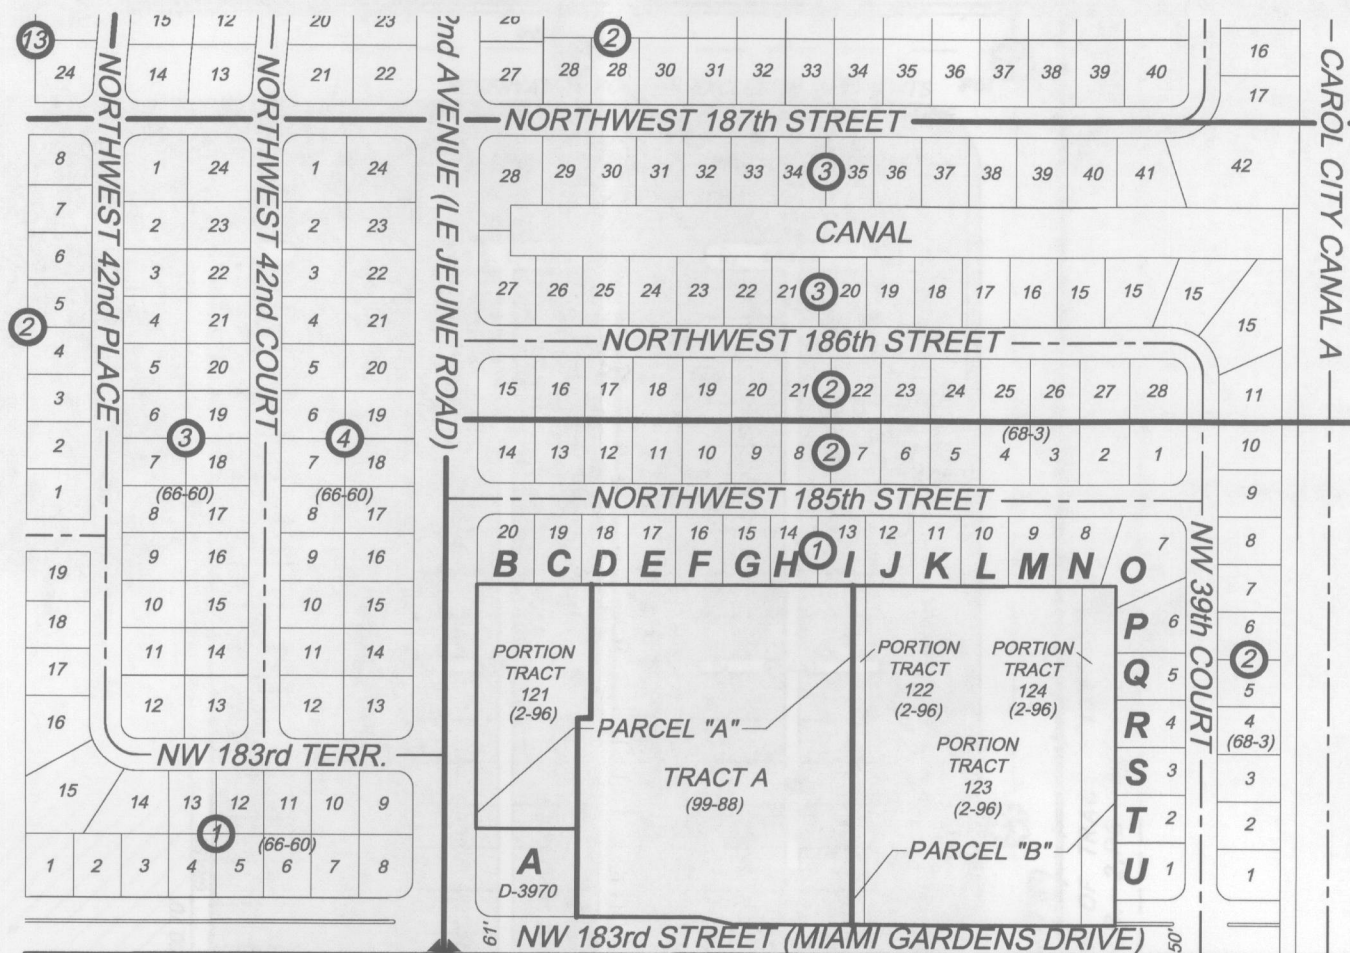 15 12 20 23 26
13 2
24 14 13 21 22 27 28 28 30 31 32 33 34 35 36 37 38 39 40 16
17
NORTHWEST 187th STREET
8 1 24 1 24 28 29 30 31 32 33 34 3 35 36 37 38 39 40 41 42
7 2 23 2 23 CANAL
6 3 22 3 22
5 4 21 4 21 27 26 25 24 23 22 21 3 20 19 18 17 16 15 15 15 15
2
NORTHWEST 186th STREET
4 5 20 5 20
3 6 19 6 19 15 16 17 18 19 20 21 2 22 23 24 25 26 27 28 11
3 4
(68-3)
2 7 18 7 18 14 13 12 11 10 9 8 2 7 6 5 4 3 2 1 10
1 (66-60) (66-60) 9
NORTHWEST 185th STREET
8 17 8 17
20 19 18 17 16 15 14 1 13 12 11 10 9 8 7 8
B C D E F G H I J K L M N O
19 9 16 9 16 7
18 10 15 10 15 P 6 6
17 11 14 11 14 Q 5 2 5
16 12 13 12 13 R 4 4
(68-3)
PORTION
TRACT
121
(2-96)
PORTION
TRACT
122
(2-96)
PORTION
TRACT
124
(2-96)
PARCEL "A"
PORTION
TRACT
123
(2-96)
TRACT A
(99-88)
NW 183rd TERR.
15 14 13 12 11 10 9 S 3 3
1 (66-60) T 2 2
1 2 3 4 5 6 7 8 U 1 1
PARCEL "B"
A
D-3970
61'
NW 183rd STREET (MIAMI GARDENS DRIVE)
50'
NORTHWEST 42nd PLACE
NORTHWEST 42nd COURT
2nd AVENUE (LE JEUNE ROAD)
NW 39th COURT
CAROL CITY CANAL A